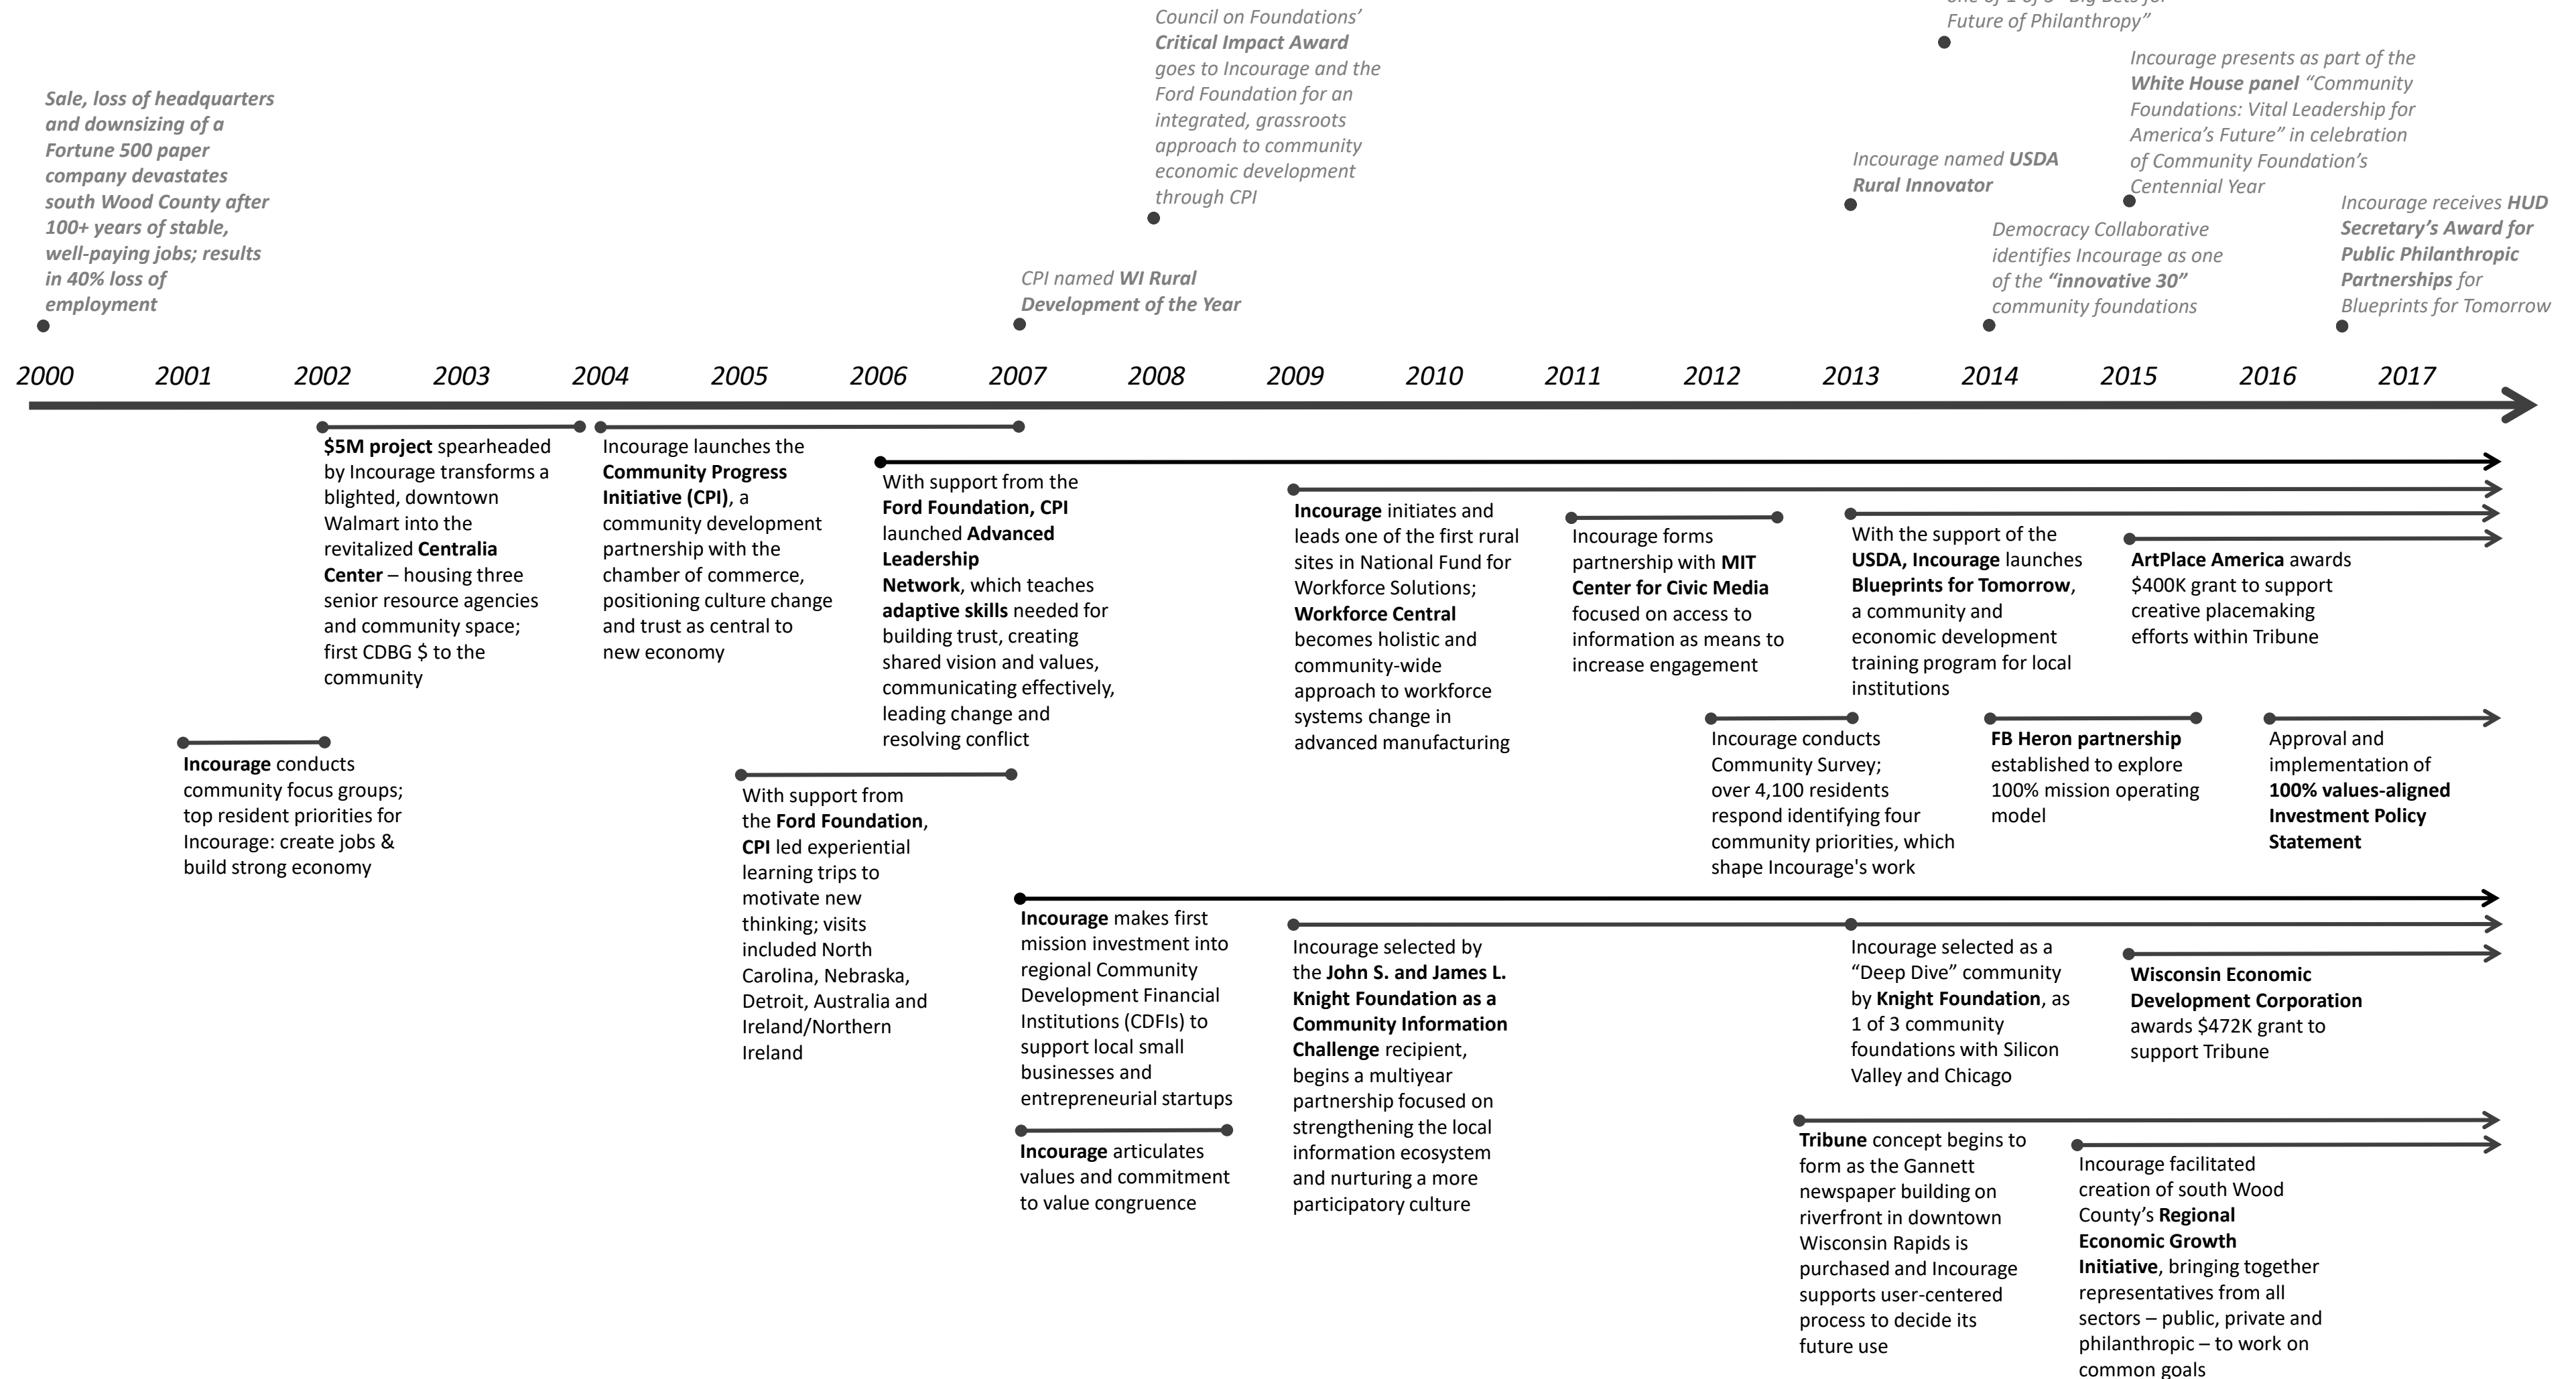 Sale, loss of headquarters
and downsizing of a
Fortune 500 paper
company devastates
south Wood County after
100+ years of stable,
well-paying jobs; results
in 40% loss of
employment
CPI named WI Rural
Development of the Year
Council on Foundations’
Critical Impact Award
goes to Incourage and the
Ford Foundation for an
integrated, grassroots
approach to community
economic development
through CPI
Incourage named USDA
Rural Innovator
Future of Philanthropy”
Democracy Collaborative
identifies Incourage as one
of the “innovative 30”
community foundations
Incourage presents as part of the
White House panel “Community
Foundations: Vital Leadership for
America’s Future” in celebration
of Community Foundation’s
Centennial Year
Incourage receives HUD
Secretary’s Award for
Public Philanthropic
Partnerships for
Blueprints for Tomorrow
2000 2001 2002 2003 2004 2005 2006 2007 2008 2009 2010 2011 2012 2013 2014 2015 2016 2017
$5M project spearheaded
by Incourage transforms a
blighted, downtown
Walmart into the
revitalized Centralia
Center – housing three
senior resource agencies
and community space;
first CDBG $ to the
community
Incourage launches the
Community Progress
Initiative (CPI), a
community development
partnership with the
chamber of commerce,
positioning culture change
and trust as central to
new economy
With support from the
Ford Foundation, CPI
launched Advanced
Leadership
Network, which teaches
adaptive skills needed for
building trust, creating
shared vision and values,
communicating effectively,
leading change and
resolving conflict
Incourage initiates and
leads one of the first rural
sites in National Fund for
Workforce Solutions;
Workforce Central
becomes holistic and
community-wide
approach to workforce
systems change in
advanced manufacturing
Incourage forms
partnership with MIT
Center for Civic Media
focused on access to
information as means to
increase engagement
With the support of the
USDA, Incourage launches
Blueprints for Tomorrow,
a community and
economic development
training program for local
institutions
ArtPlace America awards
$400K grant to support
creative placemaking
efforts within Tribune
Incourage conducts
community focus groups;
top resident priorities for
Incourage: create jobs &
build strong economy
With support from
the Ford Foundation,
CPI led experiential
learning trips to
motivate new
thinking; visits
included North
Carolina, Nebraska,
Detroit, Australia and
Ireland/Northern
Ireland
Incourage conducts
Community Survey;
over 4,100 residents
respond identifying four
community priorities, which
shape Incourage's work
FB Heron partnership
established to explore
100% mission operating
model
Approval and
implementation of
100% values-aligned
Investment Policy
Statement
Incourage makes first
mission investment into
regional Community
Development Financial
Institutions (CDFIs) to
support local small
businesses and
entrepreneurial startups
Incourage selected by
the John S. and James L.
Knight Foundation as a
Community Information
Challenge recipient,
begins a multiyear
partnership focused on
strengthening the local
information ecosystem
and nurturing a more
participatory culture
Incourage selected as a
“Deep Dive” community
by Knight Foundation, as
1 of 3 community
foundations with Silicon
Valley and Chicago
Wisconsin Economic
Development Corporation
awards $472K grant to
support Tribune
Incourage articulates
values and commitment
to value congruence
Tribune concept begins to
form as the Gannett
newspaper building on
riverfront in downtown
Wisconsin Rapids is
purchased and Incourage
supports user-centered
process to decide its
future use
Incourage facilitated
creation of south Wood
County’s Regional
Economic Growth
Initiative, bringing together
representatives from all
sectors – public, private and
philanthropic – to work on
common goals